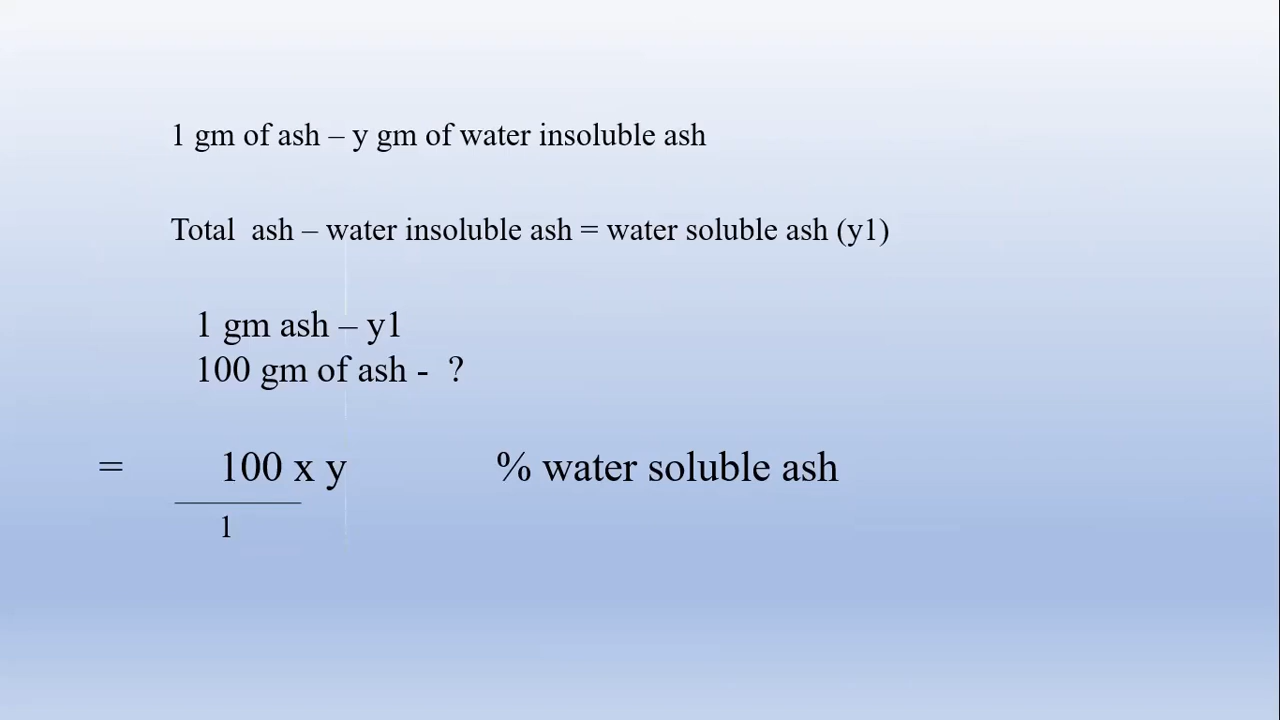 1 gm of ash – y gm of water insoluble ash
Total ash – water insoluble ash = water soluble ash (y1)
1 gm ash – y1
100 gm of ash - ?
= 100 x y % water soluble ash
1